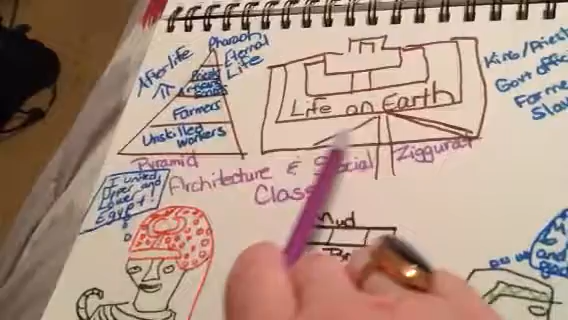 Pharaoh
Eternal
Life
Afterlife
Farmers
Unskilled
workers
Pyramid
Life on Earth
Ziggurat
King/Priest
Govt offic
Farme
Slav
Architecture & Social
Class
I united
Upper and
Lower
Egypt!
Mud
and